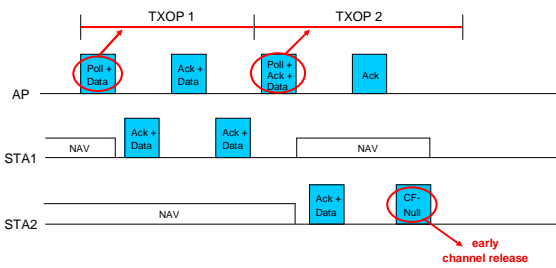 TXOP 1
TXOP 2
Poll +
Data
Ack +
Data
Poll +
Ack +
Data
Ack
AP
Ack +
Data
Ack +
Data
NAV
NAV
STA1
Ack +
Data
CF-
Null
NAV
STA2
early
channel release